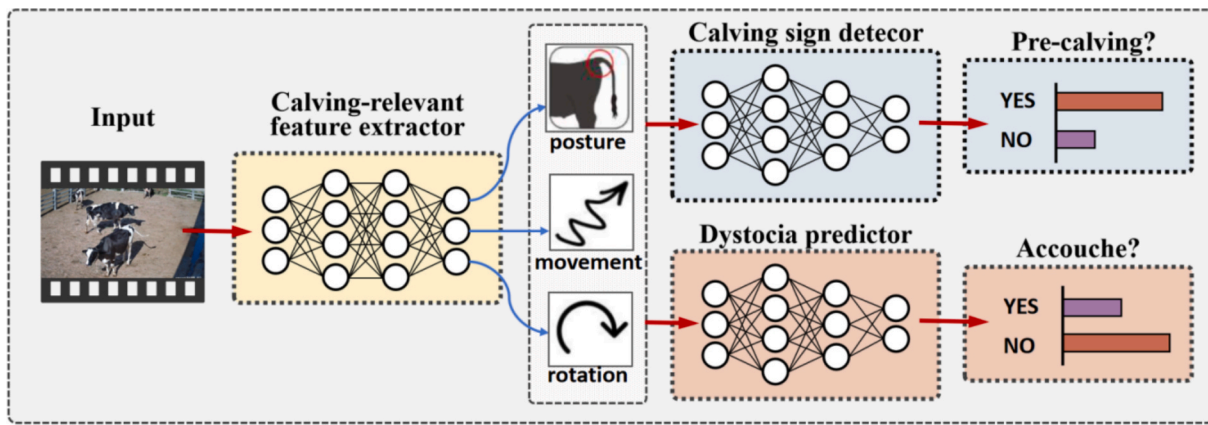 Input
Calving-relevant
feature extractor
posture
movement
rotation
Calving sign detecor
Pre-calving?
YES
NO
Dystocia predictor
Accouche?
YES
NO